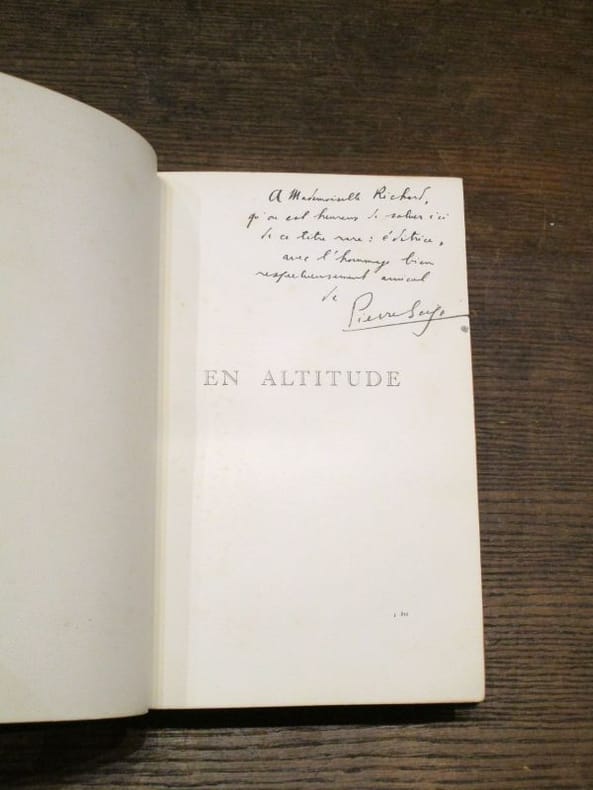 A Mademoiselle Richard,
qu'on est heureux de saluer ici
de ce titre rare : éditrice,
avec l'hommage bien
respectueusement amical
de
Pierre
EN ALTITUDE